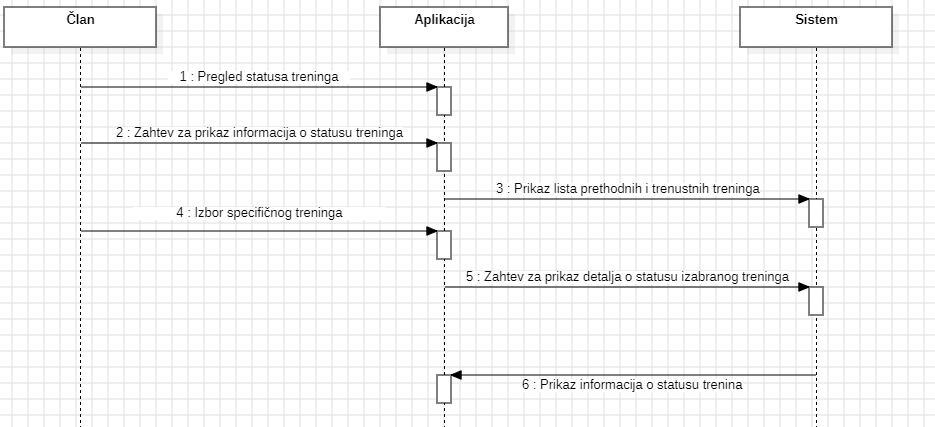 Član
Aplikacija
Sistem
1 : Pregled statusa treninga
2 : Zahtev za prikaz informacija o statusu treninga
3 : Prikaz lista prethodnih i trenustnih treninga
4 : Izbor specifičnog treninga
5 : Zahtev za prikaz detalja o statusu izabranog treninga
6 : Prikaz informacija o statusu trenina